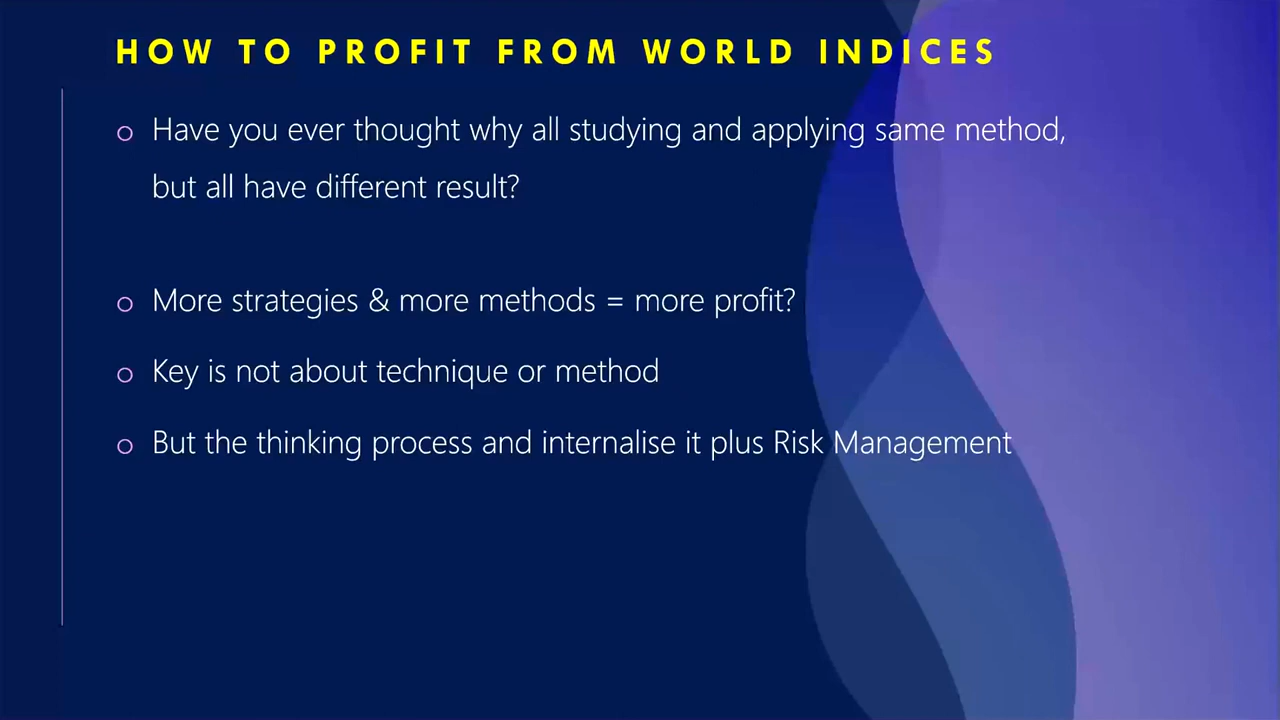 HOW TO PROFIT FROM WORLD INDICES
Have you ever thought why all studying and applying same method,
but all have different result?
More strategies & more methods = more profit?
Key is not about technique or method
But the thinking process and internalise it plus Risk Management